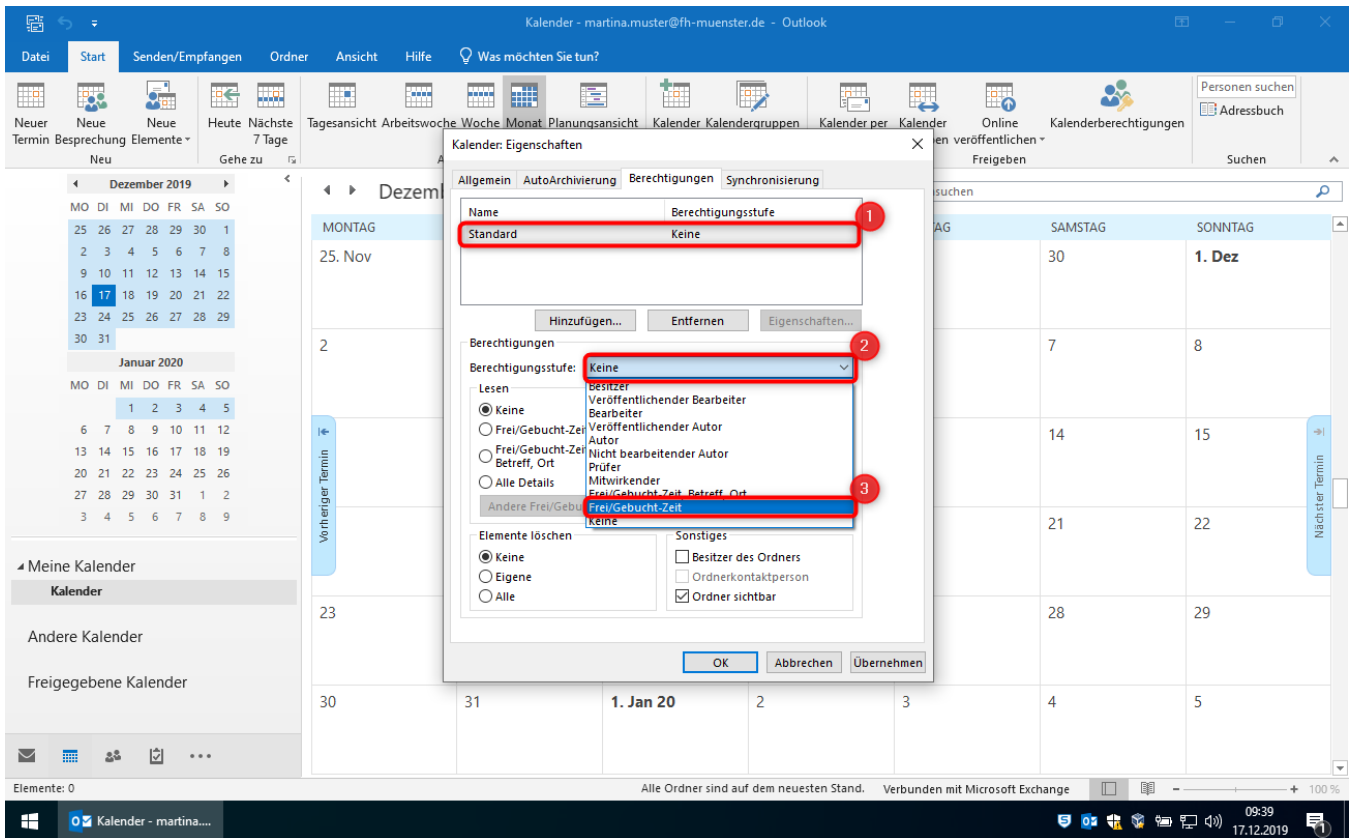 Kalender - martina.muster@fh-muenster.de - Outlook
Datei Start Senden/Empfangen Ordner Ansicht Hilfe Was möchten Sie tun?
Neuer Termin
Neue Besprechung
Neue Elemente
Heute
Nächste 7 Tage
Tagesansicht Arbeitswoche Woche Monat Planungsansicht
Kalender Kalendergruppen
Kalender per
Kalender
Online veröffentlichen
Kalenderberechtigungen
Personen suchen
Adressbuch
Neu Gehe zu Freigeben Suchen
Dezember 2019
MO DI MI DO FR SA SO
25 26 27 28 29 30 1
2 3 4 5 6 7 8
9 10 11 12 13 14 15
16 17 18 19 20 21 22
23 24 25 26 27 28 29
30 31
Januar 2020
MO DI MI DO FR SA SO
1 2 3 4 5
6 7 8 9 10 11 12
13 14 15 16 17 18 19
20 21 22 23 24 25 26
27 28 29 30 31 1 2
3 4 5 6 7 8 9
Meine Kalender
Kalender
Andere Kalender
Freigegebene Kalender
MONTAG SAMSTAG SONNTAG
25. Nov 30 1. Dez
2 7 8
14 15
21 22
23 28 29
30 31 1. Jan 20 2 3 4 5
Vorheriger Termin
Nächster Termin
Kalender: Eigenschaften
Allgemein AutoArchivierung Berechtigungen Synchronisierung
Name Berechtigungsstufe
Standard Keine
1
Hinzufügen... Entfernen Eigenschaften...
Berechtigungen
2
Berechtigungsstufe: Keine
Besitzer
Veröffentlichender Bearbeiter
Bearbeiter
Veröffentlichender Autor
Autor
Nicht bearbeitender Autor
Prüfer
Mitwirkender
Frei/Gebucht-Zeit, Betreff, Ort
3
Frei/Gebucht-Zeit
Keine
Lesen
Keine
Frei/Gebucht-Zei
Frei/Gebucht-Zei
Betreff, Ort
Alle Details
Andere Frei/Gebu
Elemente löschen
Keine
Eigene
Alle
Sonstiges
Besitzer des Ordners
Ordnerkontaktperson
Ordner sichtbar
OK Abbrechen Übernehmen
Elemente: 0 Alle Ordner sind auf dem neuesten Stand. Verbunden mit Microsoft Exchange 100 %
Kalender - martina....
09:39
17.12.2019